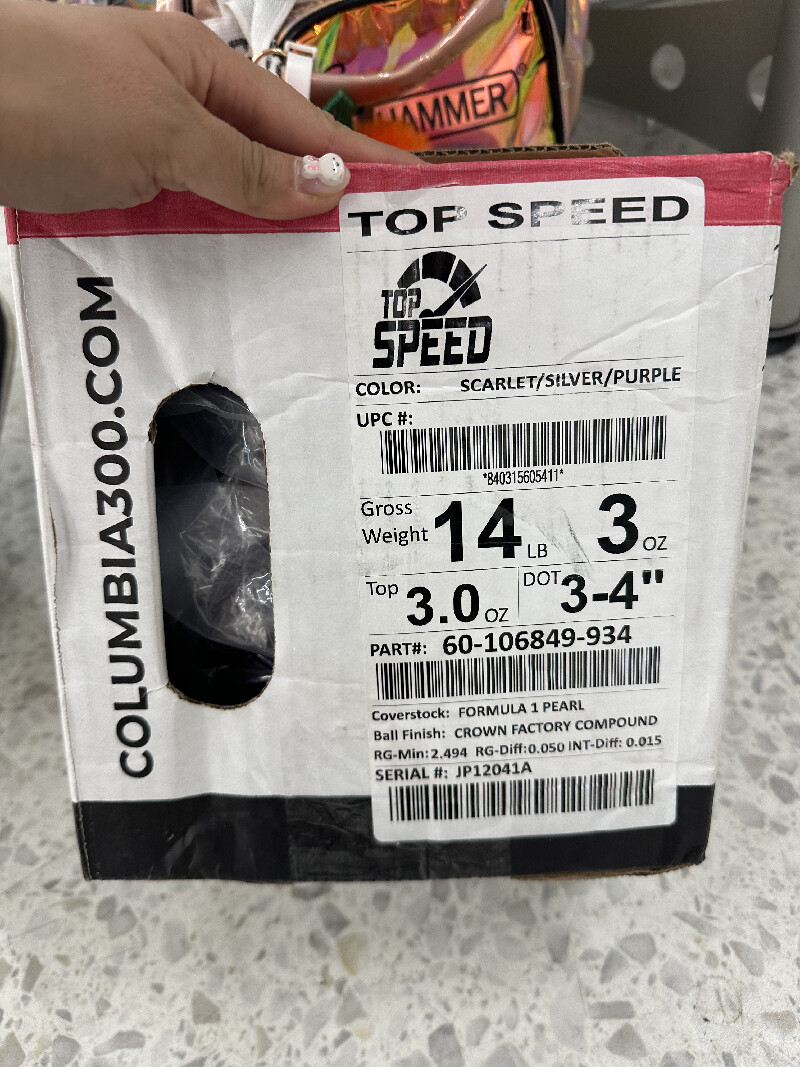 HAMMER
COLUMBIA300.COM
TOP SPEED
TOP
SPEED
COLOR: SCARLET/SILVER/PURPLE
UPC #:
*840315605411*
Gross Weight 14 LB 3 OZ
Top 3.0 OZ DOT 3-4"
PART#: 60-106849-934
Coverstock: FORMULA 1 PEARL
Ball Finish: CROWN FACTORY COMPOUND
RG-Min:2.494 RG-Diff:0.050 INT-Diff: 0.015
SERIAL #: JP12041A